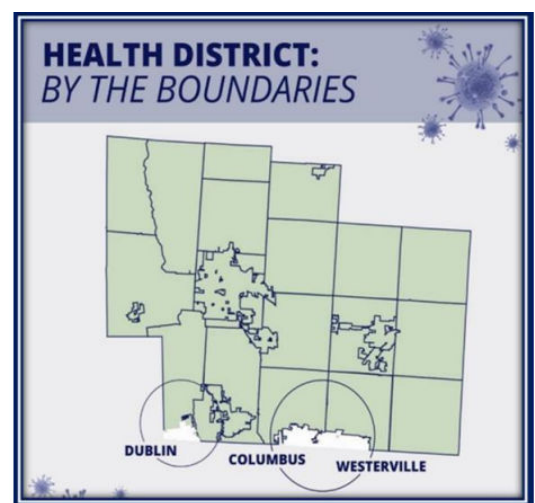 HEALTH DISTRICT:
BY THE BOUNDARIES
DUBLIN
COLUMBUS
WESTERVILLE